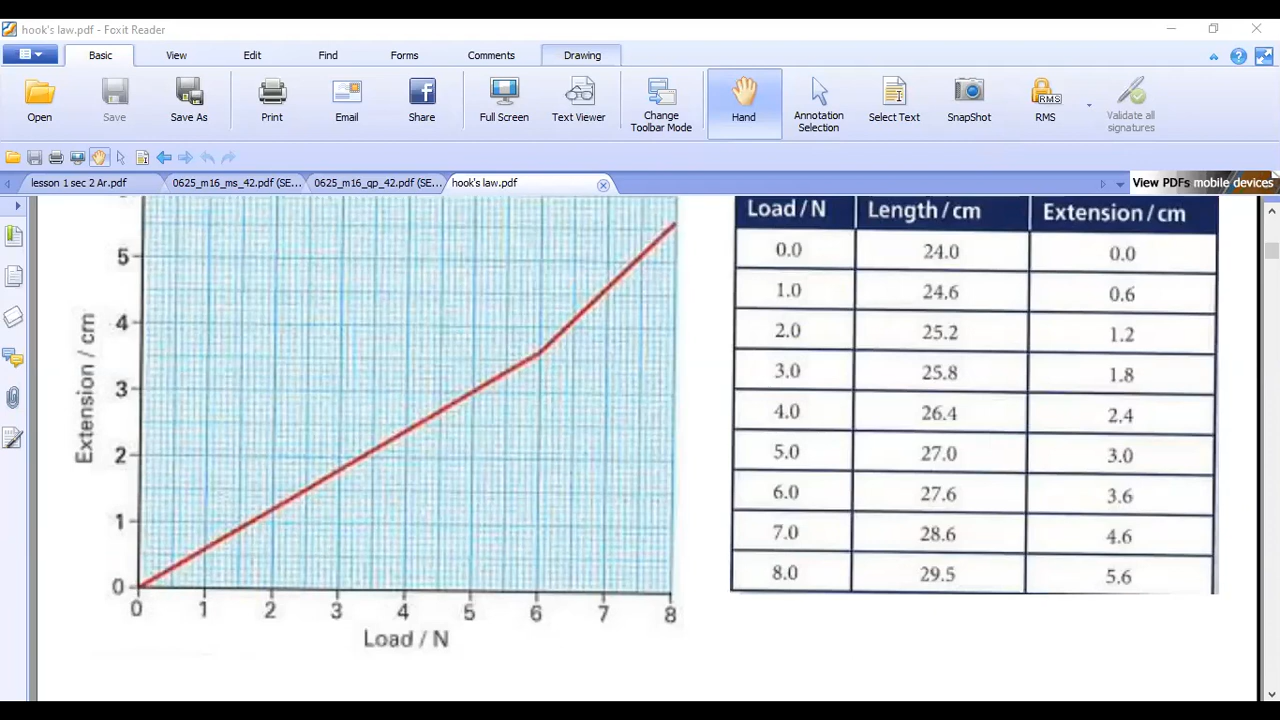 hook's law.pdf - Foxit Reader
Basic View Edit Find Forms Comments Drawing
Open Save Save As Print Email Share Full Screen Text Viewer Change Toolbar Mode Hand Annotation Selection Select Text SnapShot RMS Validate all signatures
lesson 1 sec 2 Ar.pdf 0625_m16_ms_42.pdf (SE... 0625_m16_qp_42.pdf (SE... hook's law.pdf View PDFs mobile devices
Extension / cm
5
4
3
2
1
0
0 1 2 3 4 5 6 7 8
Load / N
Load / N Length / cm Extension / cm
0.0 24.0 0.0
1.0 24.6 0.6
2.0 25.2 1.2
3.0 25.8 1.8
4.0 26.4 2.4
5.0 27.0 3.0
6.0 27.6 3.6
7.0 28.6 4.6
8.0 29.5 5.6